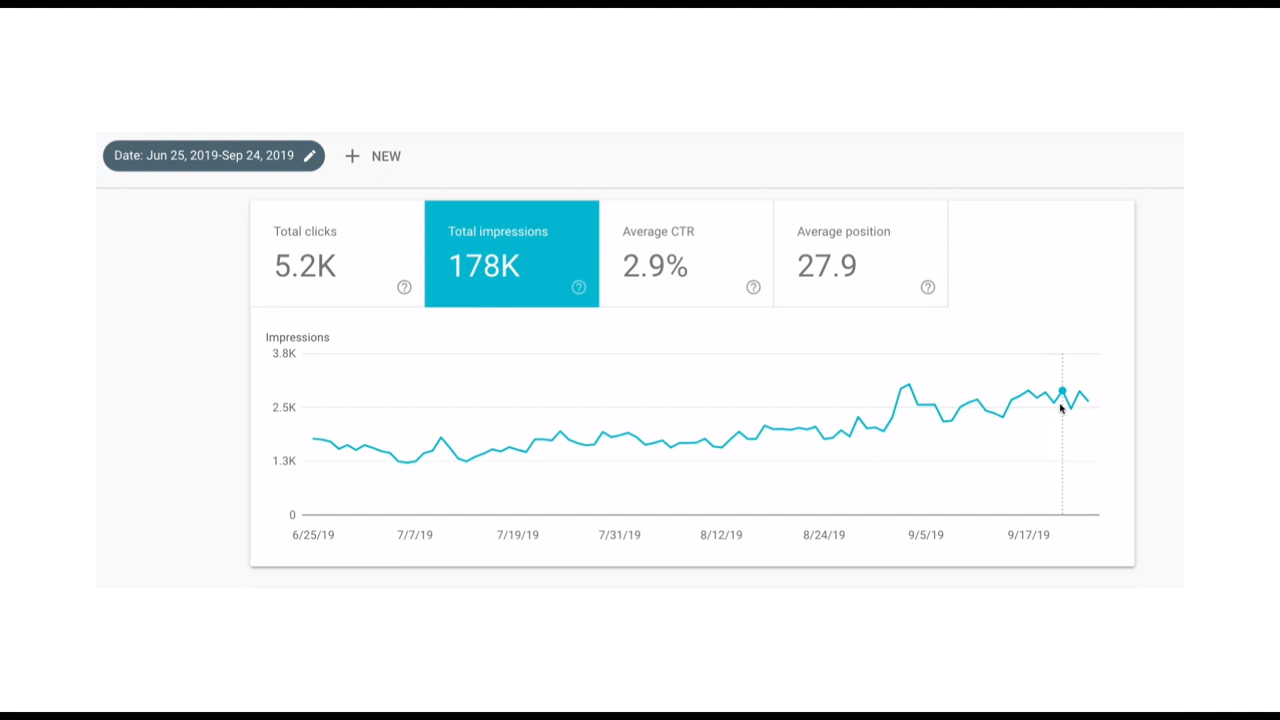 Date: Jun 25, 2019-Sep 24, 2019
+ NEW
Total clicks
5.2K
Total impressions
178K
Average CTR
2.9%
Average position
27.9
Impressions
3.8K
2.5K
1.3K
0
6/25/19 7/7/19 7/19/19 7/31/19 8/12/19 8/24/19 9/5/19 9/17/19